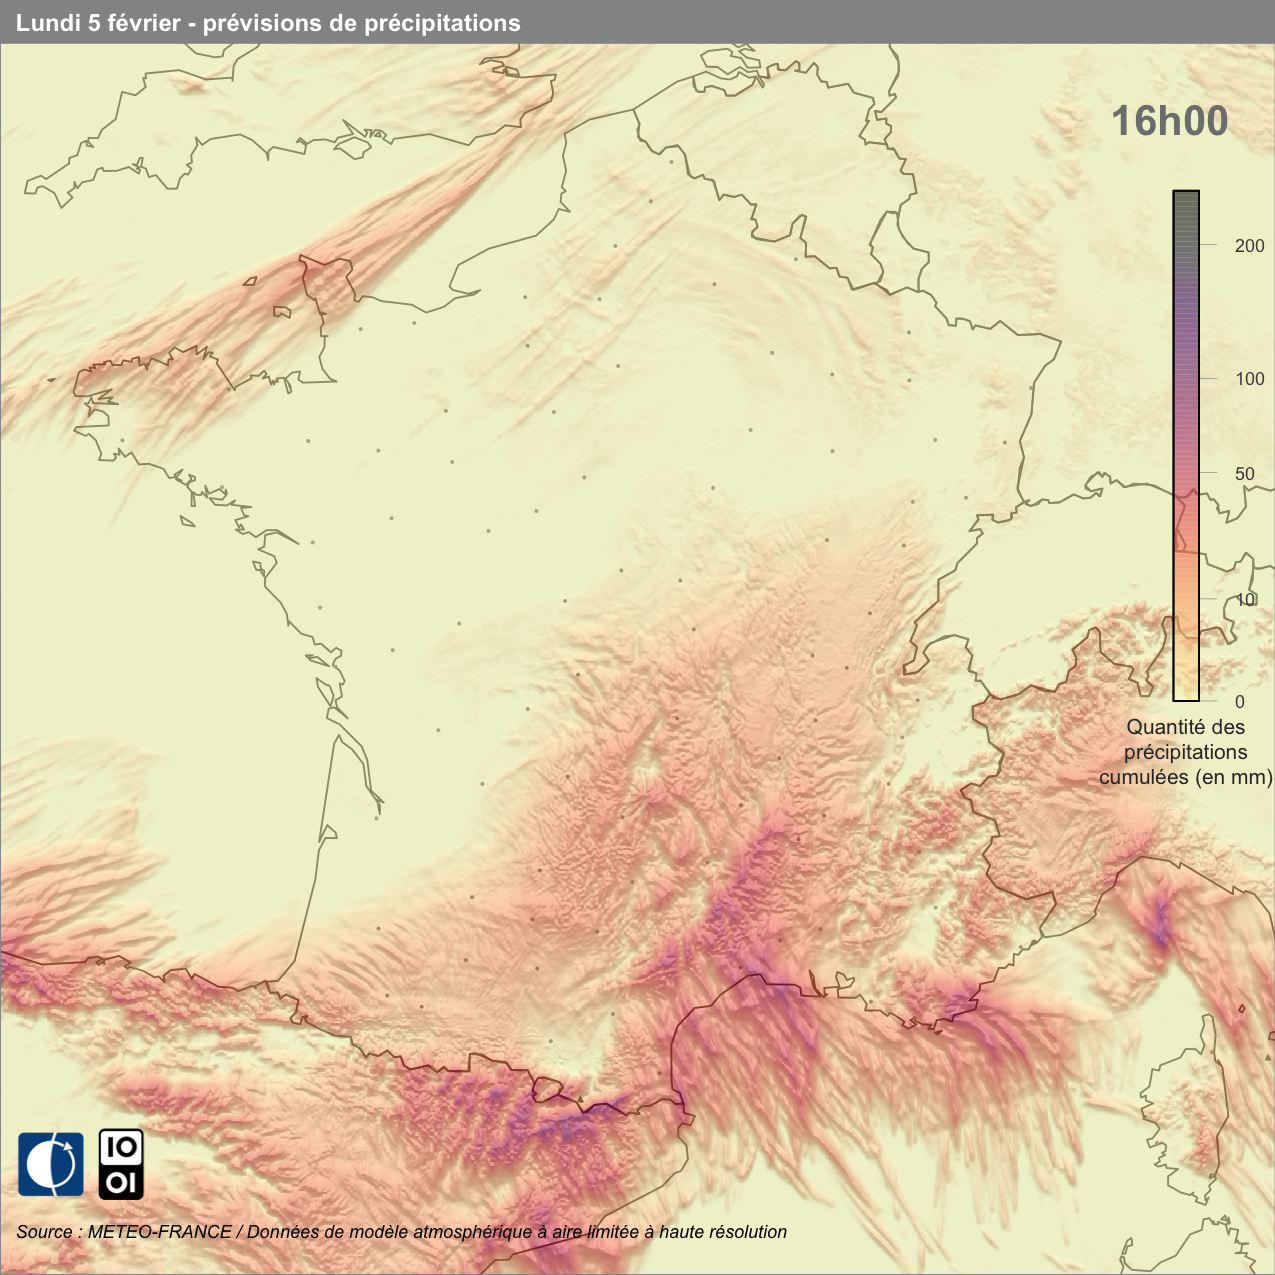 Lundi 5 février - prévisions de précipitations
16h00
200
100
50
10
0
Quantité des
précipitations
cumulées (en mm)
IO
OI
Source : METEO-FRANCE / Données de modèle atmosphérique à aire limitée à haute résolution